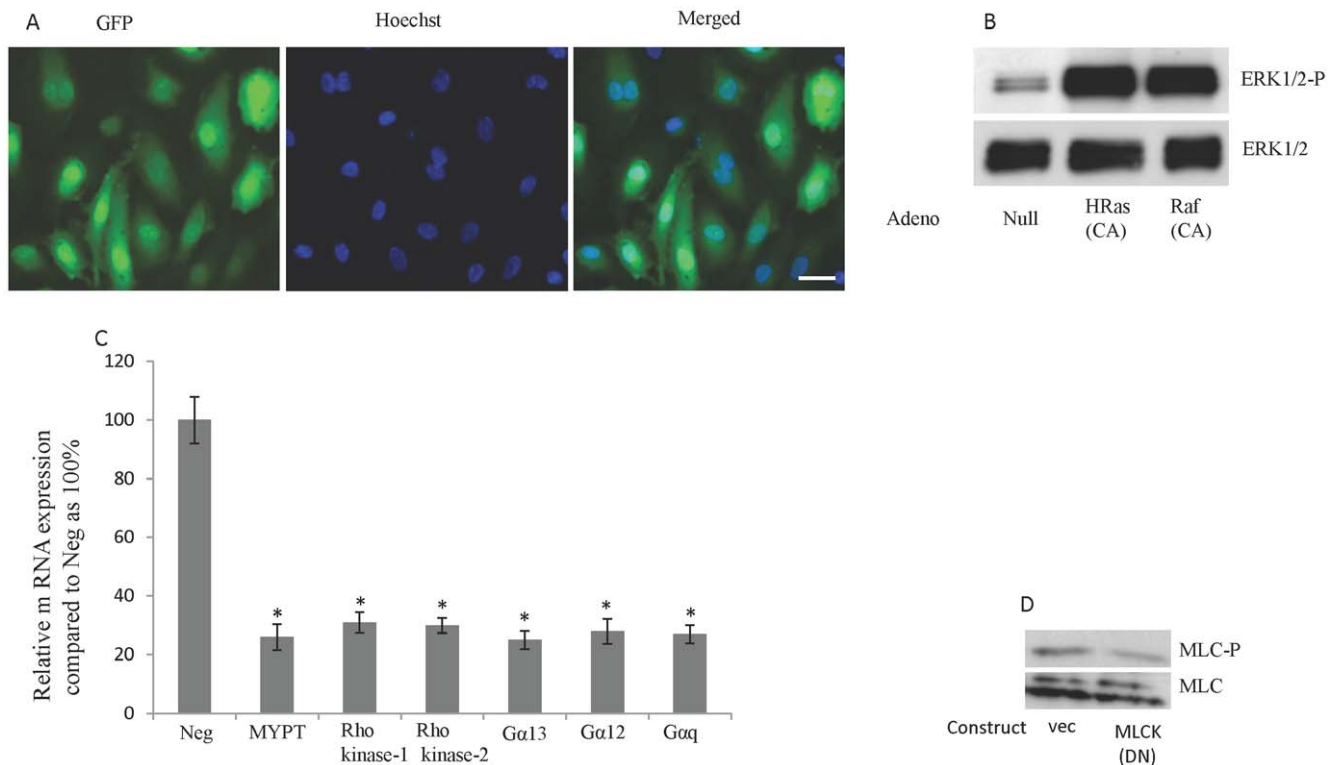 A
GFP
Hoechst
Merged
B
ERK1/2-P
ERK1/2
Adeno
Null
HRas
(CA)
Raf
(CA)
C
Relative m RNA expression
compared to Neg as 100%
120
100
80
60
40
20
0
*
*
*
*
*
*
Neg
MYPT
Rho
kinase-1
Rho
kinase-2
Gα13
Gα12
Gαq
D
MLC-P
MLC
Construct
vec
MLCK
(DN)